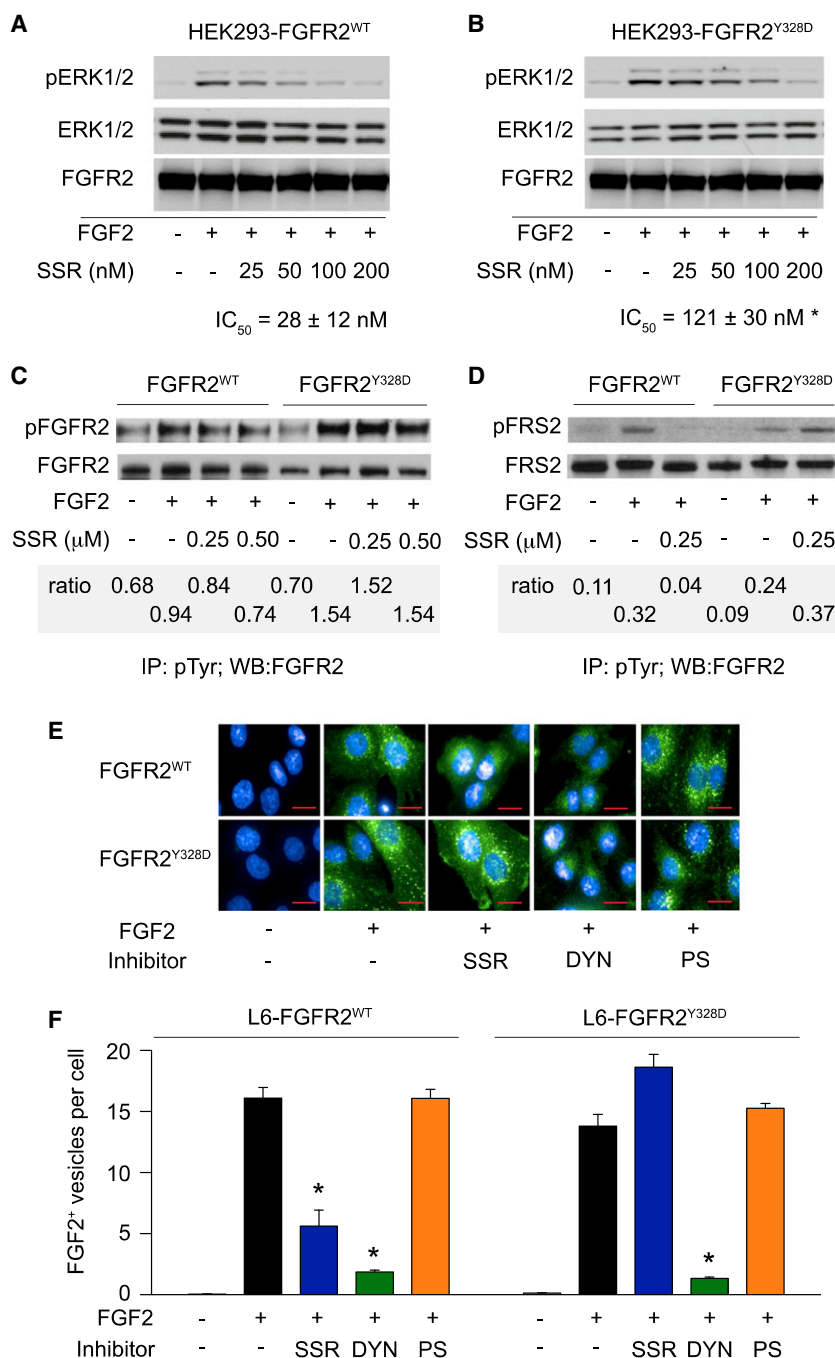 A
HEK293-FGFR2WT
pERK1/2
ERK1/2
FGFR2
FGF2 - + + + + +
SSR (nM) - - 25 50 100 200
IC50 = 28 ± 12 nM
B
HEK293-FGFR2Y328D
pERK1/2
ERK1/2
FGFR2
FGF2 - + + + + +
SSR (nM) - - 25 50 100 200
IC50 = 121 ± 30 nM *
C
FGFR2WT FGFR2Y328D
pFGFR2
FGFR2
FGF2 - + + + - + + +
SSR (μM) - - 0.25 0.50 - - 0.25 0.50
ratio 0.68 0.84 0.70 1.52
0.94 0.74 1.54 1.54
IP: pTyr; WB:FGFR2
D
FGFR2WT FGFR2Y328D
pFRS2
FRS2
FGF2 - + + - + +
SSR (μM) - - 0.25 - - 0.25
ratio 0.11 0.04 0.24
0.32 0.09 0.37
IP: pTyr; WB:FGFR2
E
FGFR2WT
FGFR2Y328D
FGF2 - + + + +
Inhibitor - - SSR DYN PS
F
L6-FGFR2WT L6-FGFR2Y328D
FGF2+ vesicles per cell
20
15
10
5
0
* * *
FGF2 - + + + + - + + + +
Inhibitor - - SSR DYN PS - - SSR DYN PS